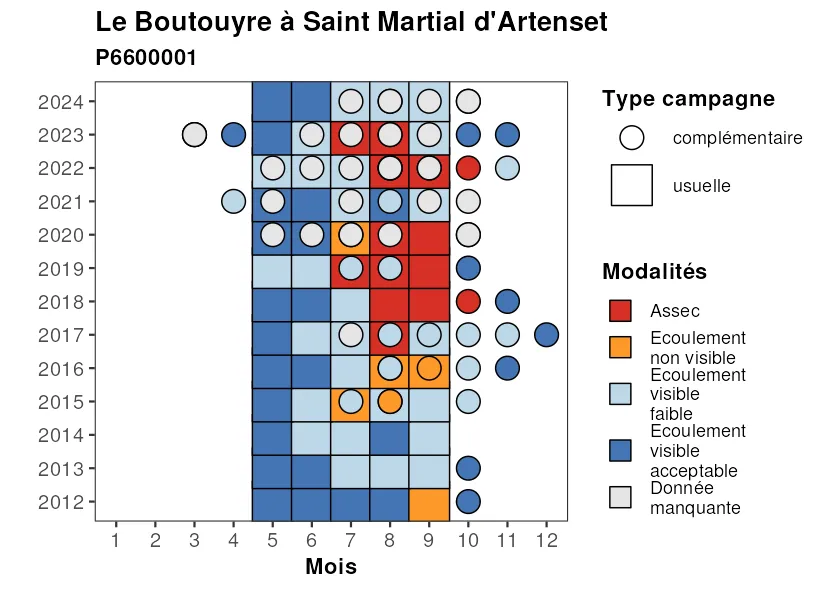 Le Boutouyre à Saint Martial d'Artenset
P6600001
2024
2023
2022
2021
2020
2019
2018
2017
2016
2015
2014
2013
2012
1 2 3 4 5 6 7 8 9 10 11 12
Mois
Type campagne
complémentaire
usuelle
Modalités
Assec
Ecoulement
non visible
Ecoulement
visible
faible
Ecoulement
visible
acceptable
Donnée
manquante